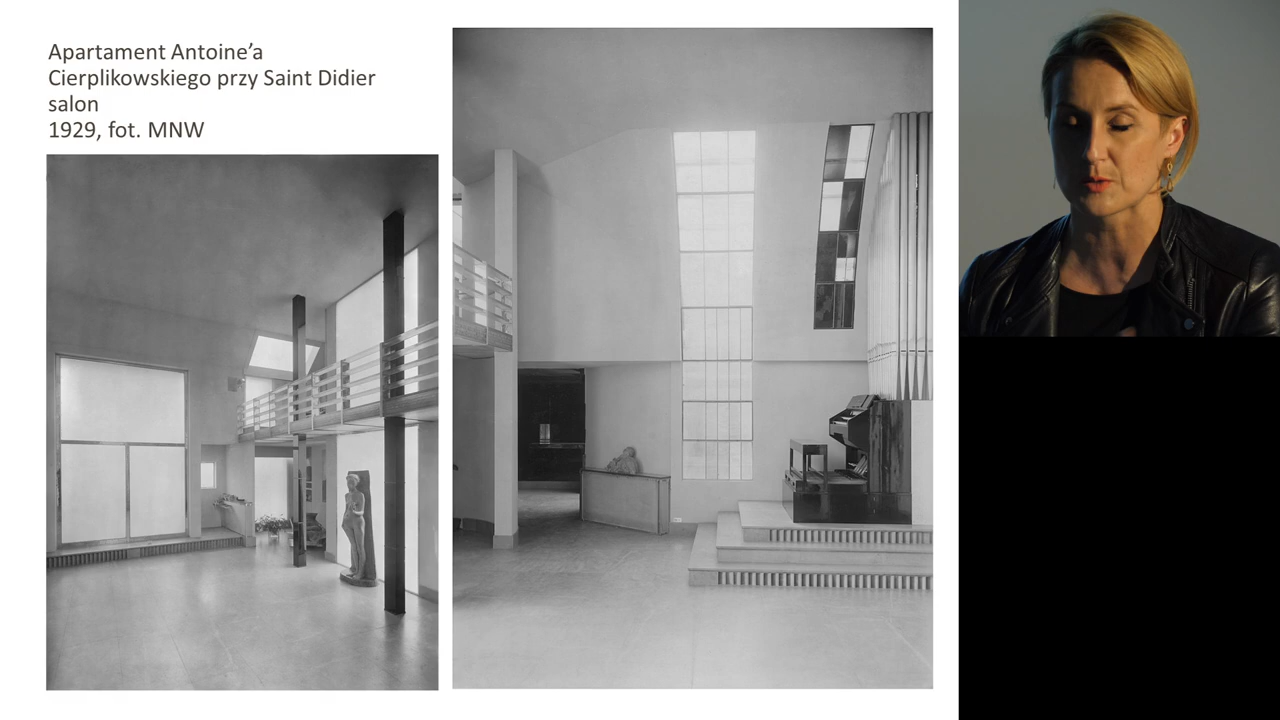 Apartament Antoine’a
Cierplikowskiego przy Saint Didier
salon
1929, fot. MNW